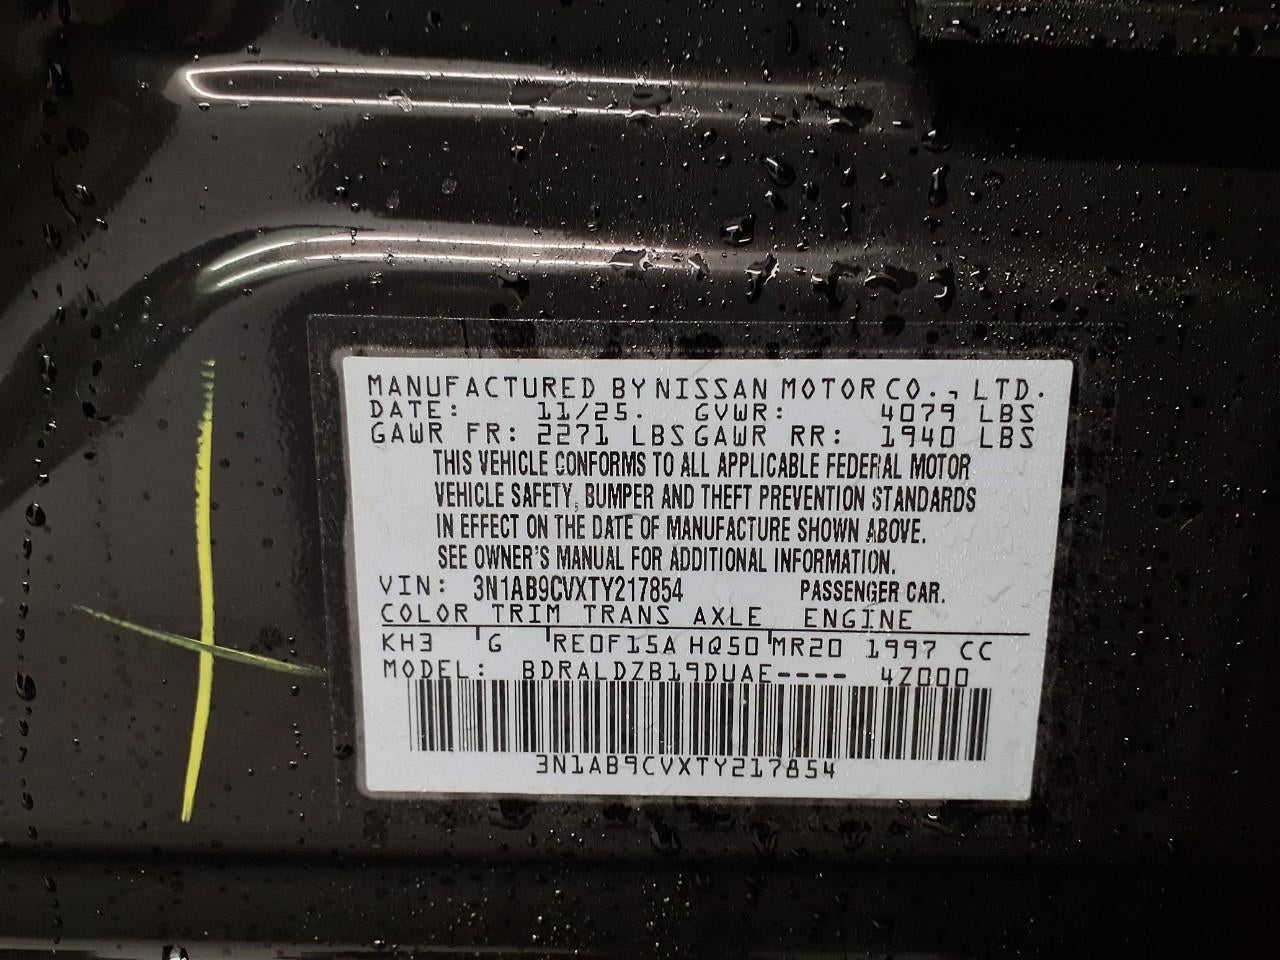 MANUFACTURED BY NISSAN MOTOR CO., LTD.
DATE: 11/25. GVWR: 4079 LBS
GAWR FR: 2271 LBS GAWR RR: 1940 LBS
THIS VEHICLE CONFORMS TO ALL APPLICABLE FEDERAL MOTOR
VEHICLE SAFETY, BUMPER AND THEFT PREVENTION STANDARDS
IN EFFECT ON THE DATE OF MANUFACTURE SHOWN ABOVE.
SEE OWNER'S MANUAL FOR ADDITIONAL INFORMATION.
VIN: 3N1AB9CVXTY217854 PASSENGER CAR.
COLOR TRIM TRANS AXLE ENGINE
KH3 G RE0F15A HQ50 MR20 1997 CC
MODEL: BDRALDZB19DUAE---- 4Z000
3N1AB9CVXTY217854